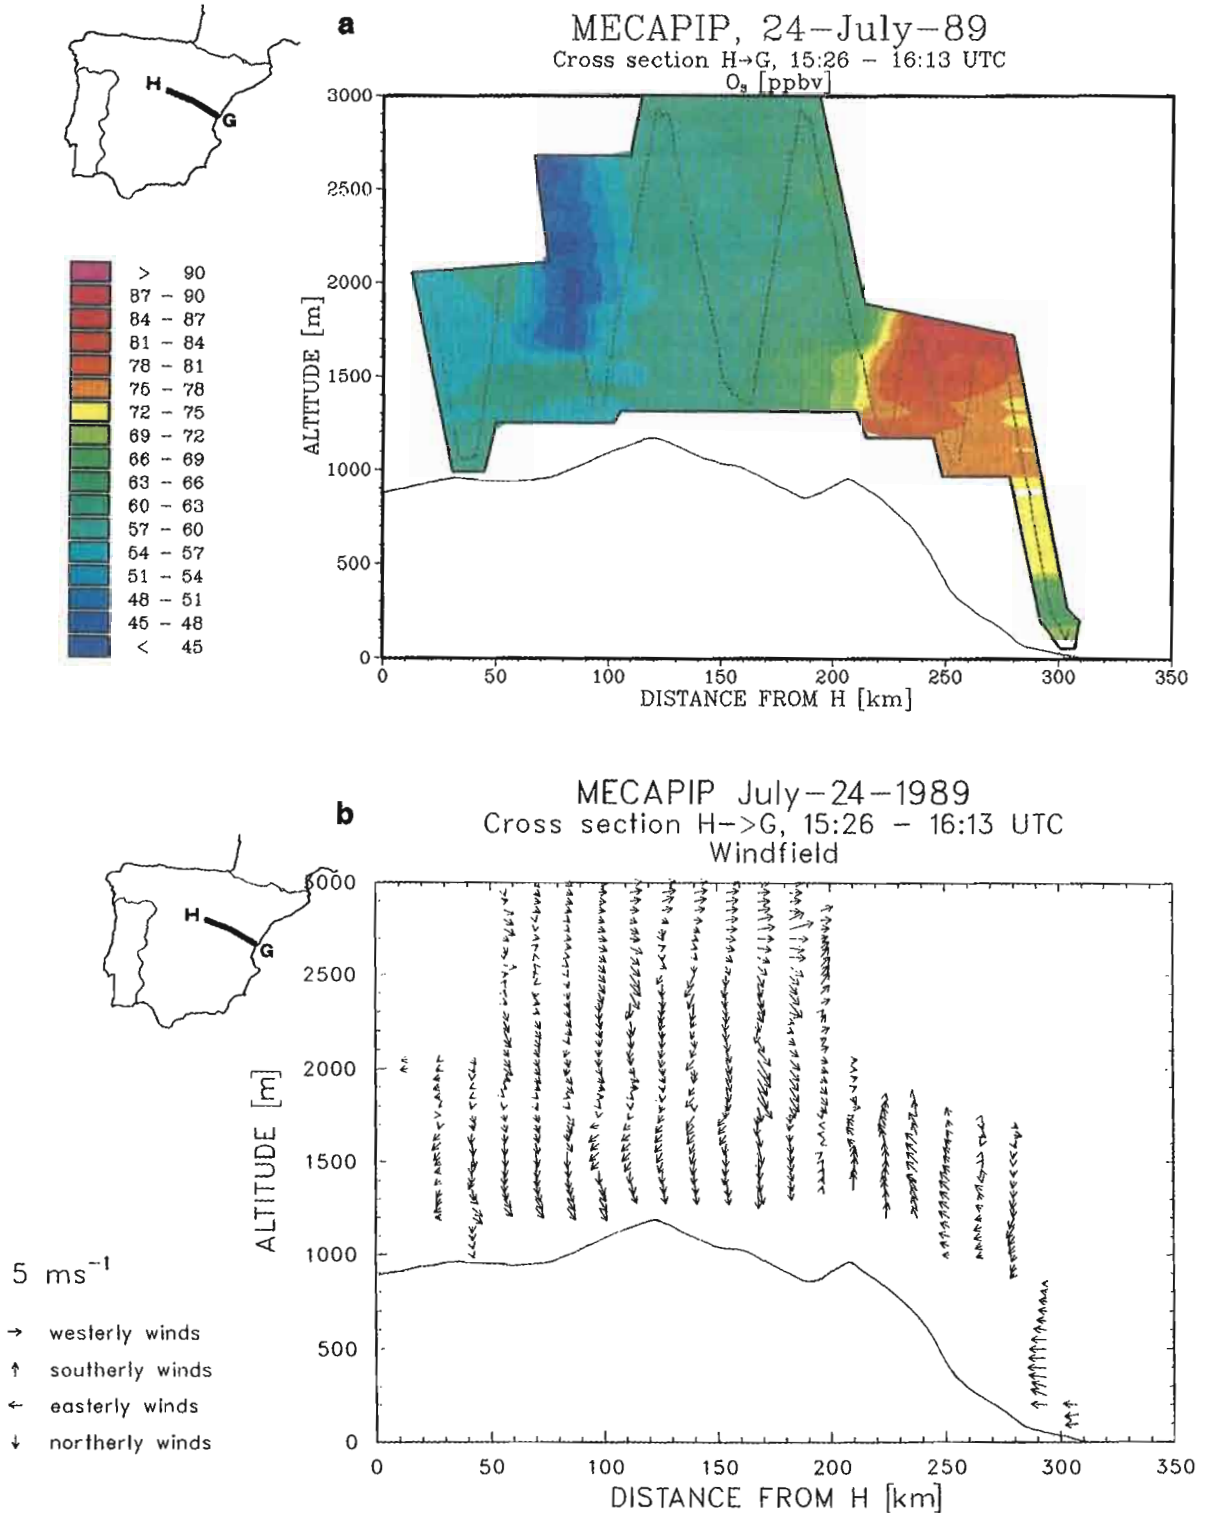 a
MECAPIP, 24-July-89
Cross section H→G, 15:26 - 16:13 UTC
O₃ [ppbv]
H
G
> 90
87 - 90
84 - 87
81 - 84
78 - 81
75 - 78
72 - 75
69 - 72
66 - 69
63 - 66
60 - 63
57 - 60
54 - 57
51 - 54
48 - 51
45 - 48
< 45
ALTITUDE [m]
3000
2500
2000
1500
1000
500
0
0 50 100 150 200 250 300 350
DISTANCE FROM H [km]
b
MECAPIP July-24-1989
Cross section H->G, 15:26 - 16:13 UTC
Windfield
H
G
ALTITUDE [m]
3000
2500
2000
1500
1000
500
0
0 50 100 150 200 250 300 350
DISTANCE FROM H [km]
5 ms⁻¹
→ westerly winds
↑ southerly winds
← easterly winds
↓ northerly winds